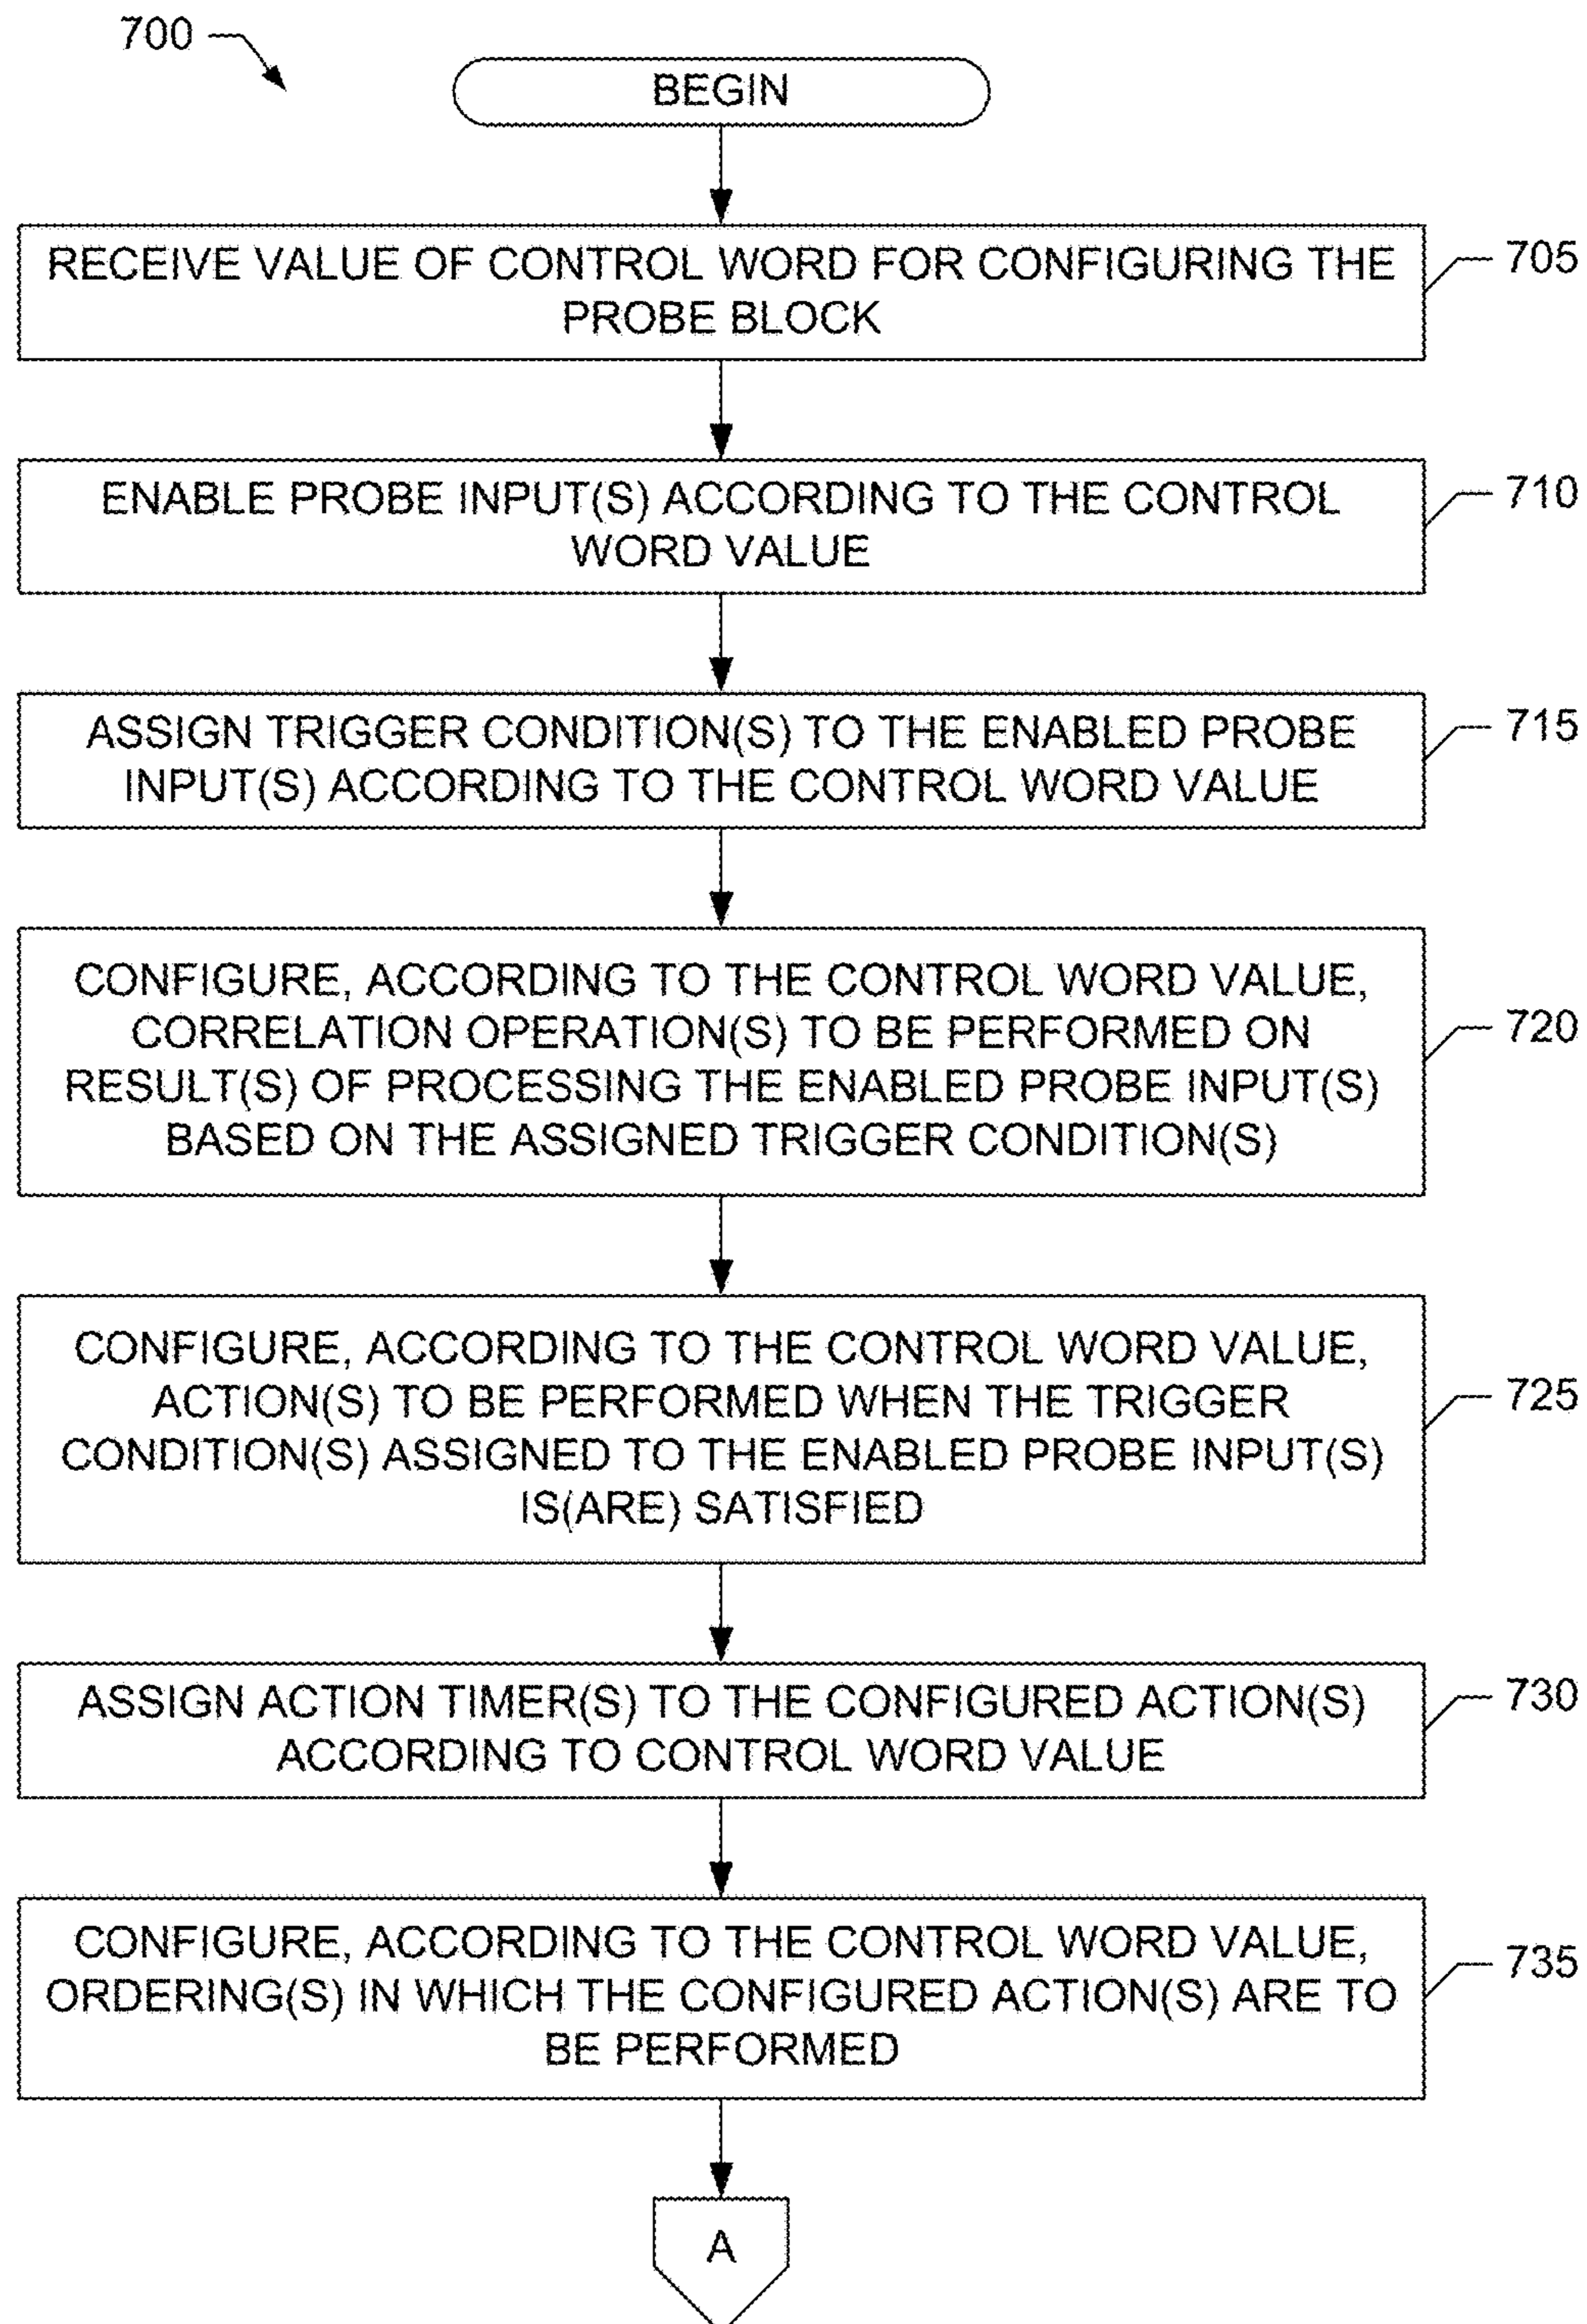 700
BEGIN
RECEIVE VALUE OF CONTROL WORD FOR CONFIGURING THE
PROBE BLOCK
705
ENABLE PROBE INPUT(S) ACCORDING TO THE CONTROL
WORD VALUE
710
ASSIGN TRIGGER CONDITION(S) TO THE ENABLED PROBE
INPUT(S) ACCORDING TO THE CONTROL WORD VALUE
715
CONFIGURE, ACCORDING TO THE CONTROL WORD VALUE,
CORRELATION OPERATION(S) TO BE PERFORMED ON
RESULT(S) OF PROCESSING THE ENABLED PROBE INPUT(S)
BASED ON THE ASSIGNED TRIGGER CONDITION(S)
720
CONFIGURE, ACCORDING TO THE CONTROL WORD VALUE,
ACTION(S) TO BE PERFORMED WHEN THE TRIGGER
CONDITION(S) ASSIGNED TO THE ENABLED PROBE INPUT(S)
IS(ARE) SATISFIED
725
ASSIGN ACTION TIMER(S) TO THE CONFIGURED ACTION(S)
ACCORDING TO CONTROL WORD VALUE
730
CONFIGURE, ACCORDING TO THE CONTROL WORD VALUE,
ORDERING(S) IN WHICH THE CONFIGURED ACTION(S) ARE TO
BE PERFORMED
735
A